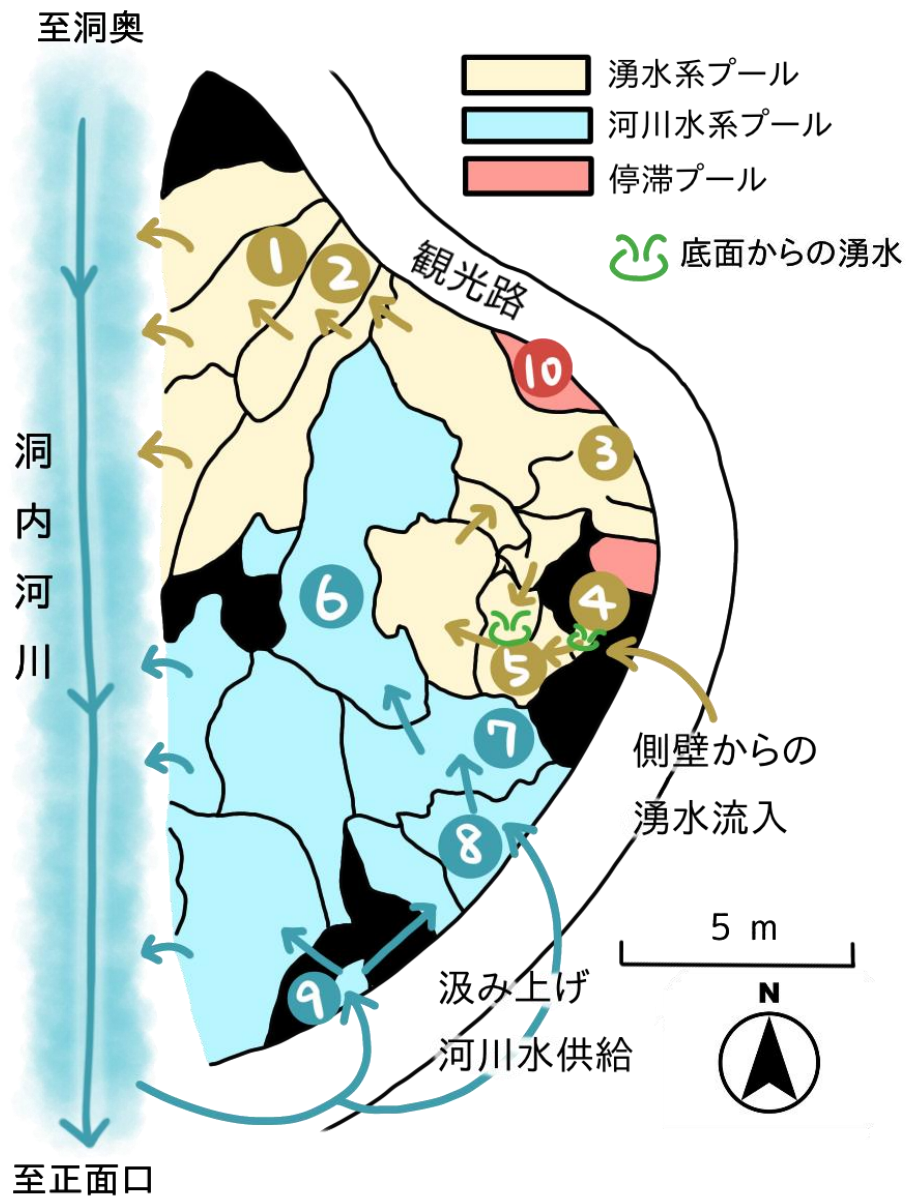 至洞奥
湧水系プール
河川水系プール
停滞プール
底面からの湧水
観光路
1
2
10
3
洞内河川
6
4
5
7
側壁からの
湧水流入
8
5 m
9
汲み上げ
河川水供給
N
至正面口